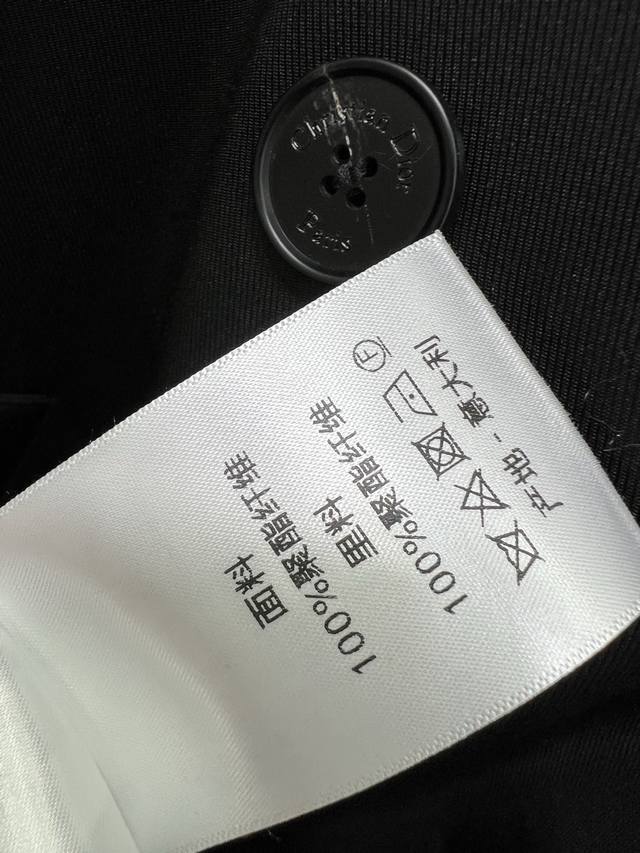 Christian Dior
Paris
面料
100%聚酯纤维
里料
100%聚酯纤维
F
产地 - 意大利